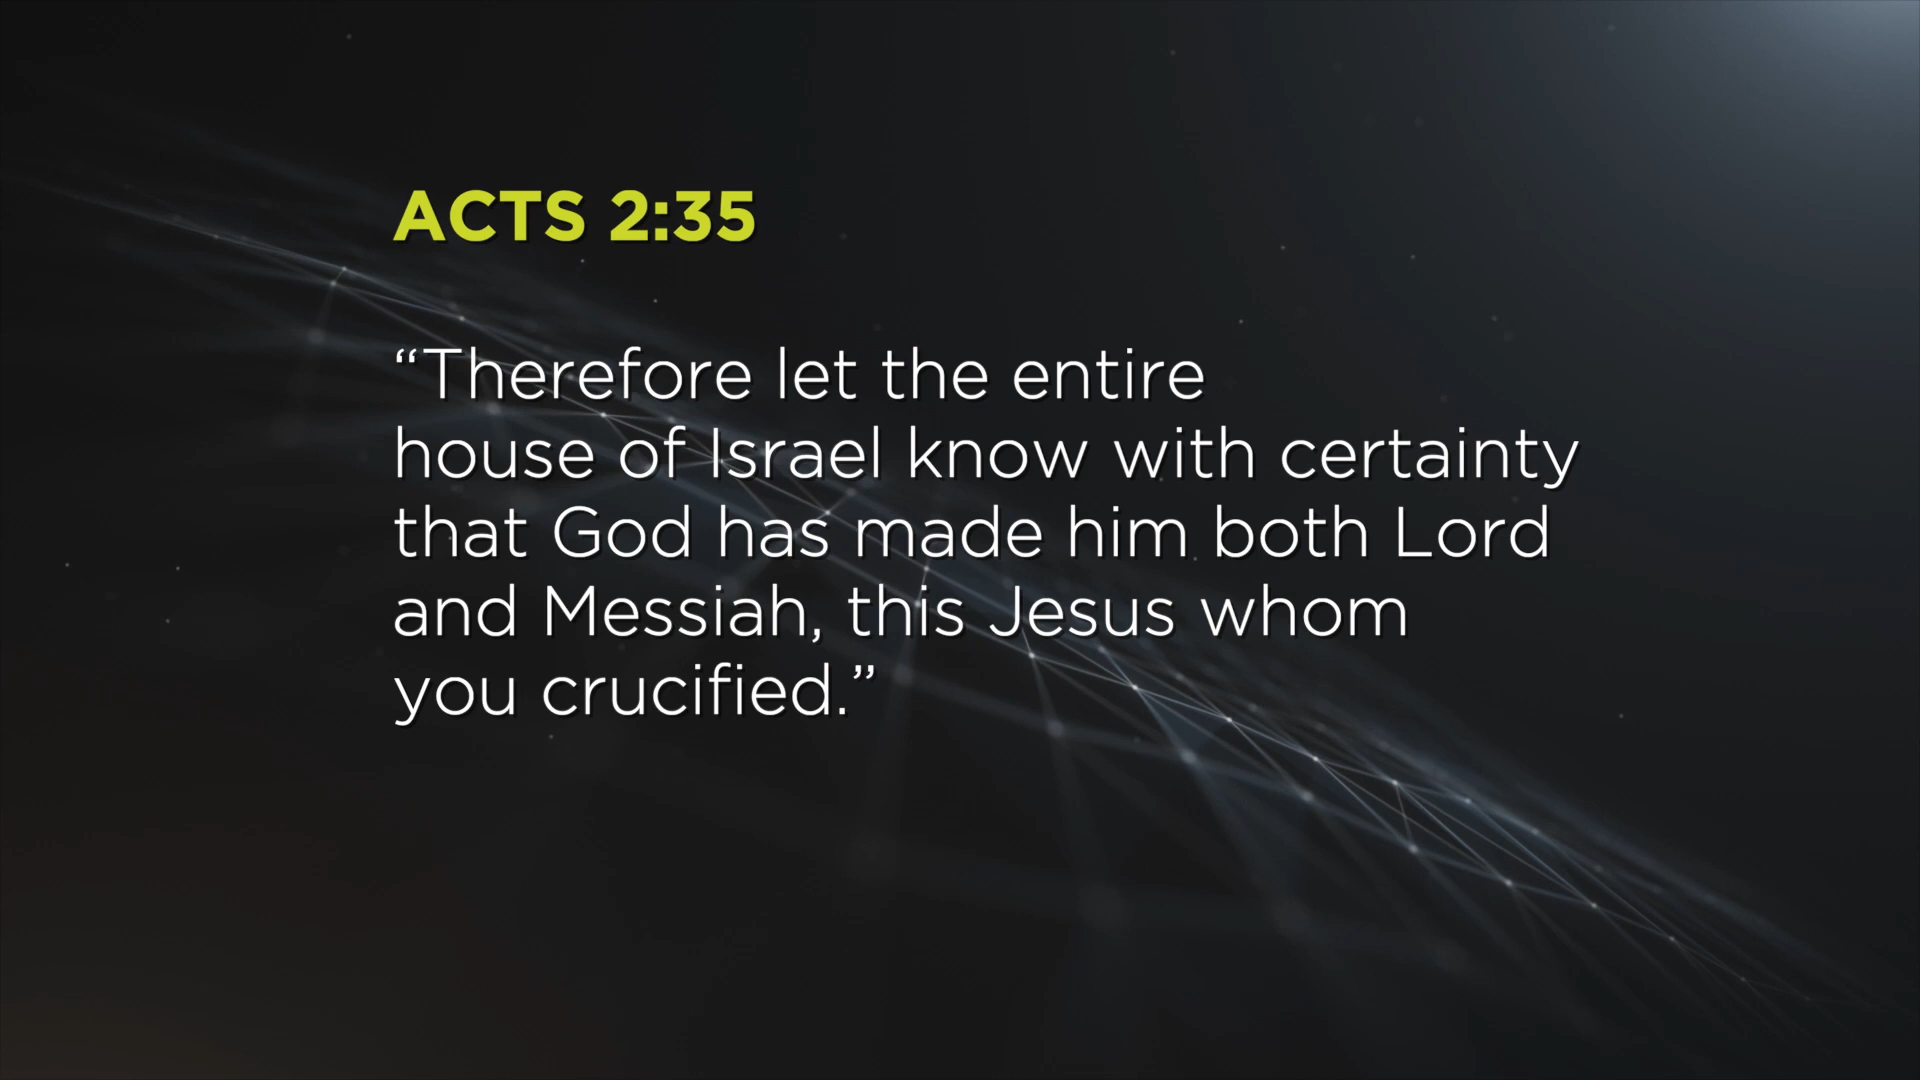 ACTS 2:35
“Therefore let the entire
house of Israel know with certainty
that God has made him both Lord
and Messiah, this Jesus whom
you crucified.”